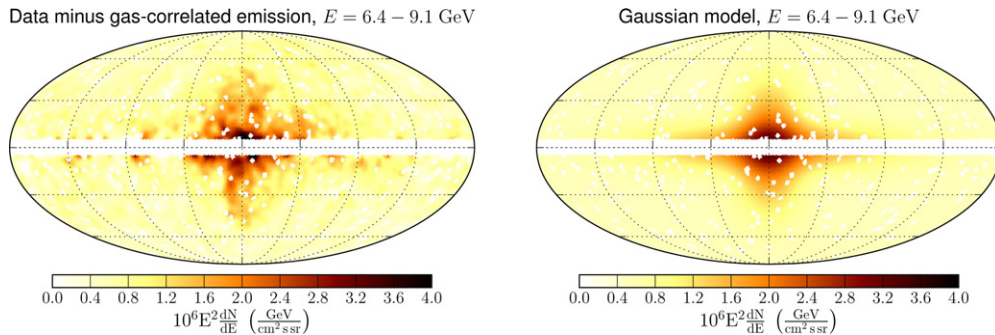 Data minus gas-correlated emission, E = 6.4 − 9.1 GeV
Gaussian model, E = 6.4 − 9.1 GeV
0.0 0.4 0.8 1.2 1.6 2.0 2.4 2.8 3.2 3.6 4.0
10⁶E² dN/dE (GeV/cm² s sr)
0.0 0.4 0.8 1.2 1.6 2.0 2.4 2.8 3.2 3.6 4.0
10⁶E² dN/dE (GeV/cm² s sr)